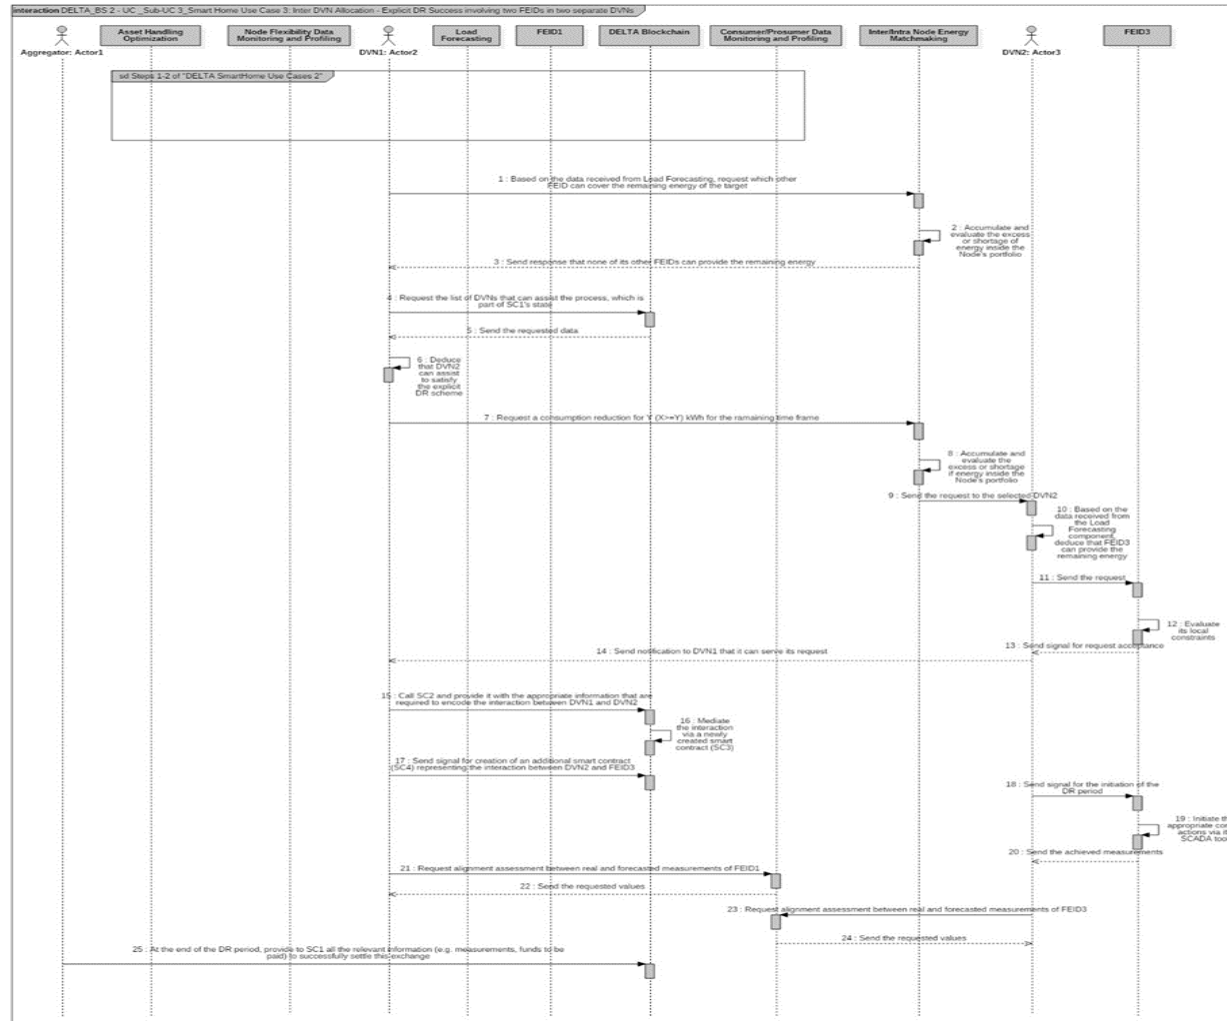 interaction DELTA_BS 2 - UC _Sub-UC 3_Smart Home Use Case 3: Inter DVN Allocation - Explicit DR Success involving two FEIDs in two separate DVNs
Aggregator: Actor1
Asset Handling
Optimization
Node Flexibility Data
Monitoring and Profiling
DVN1: Actor2
Load
Forecasting
FEID1
DELTA Blockchain
Consumer/Prosumer Data
Monitoring and Profiling
Inter/Intra Node Energy
Matchmaking
DVN2: Actor3
FEID3
sd Steps 1-2 of "DELTA SmartHome Use Cases 2"
1 : Based on the data received from Load Forecasting, request which other
FEID can cover the remaining energy of the target
2 : Accumulate and
evaluate the excess
or shortage of
energy inside the
Node's portfolio
3 : Send response that none of its other FEIDs can provide the remaining energy
4 : Request the list of DVNs that can assist the process, which is
part of SC1's state
5 : Send the requested data
6 : Deduce
that DVN2
can assist
to satisfy
the explicit
DR scheme
7 : Request a consumption reduction for Y (X>=Y) kWh for the ramaining time frame
8 : Accumulate and
evaluate the
excess or shortage
if energy inside the
Node's portfolio
9 : Send the request to the selected DVN2
10 : Based on the
data received from
the Load
Forecasting
component,
deduce that FEID3
can provide the
remaining energy
11 : Send the request
12 : Evaluate
its local
constraints
13 : Send signal for request acceptance
14 : Send notification to DVN1 that it can serve its request
15 : Call SC2 and provide it with the appropriate information that are
required to encode the interaction between DVN1 and DVN2
16 : Mediate
the interaction
via a newly
created smart
contract (SC3)
17 : Send signal for creation of an additional smart contract
(SC4) representing the interaction between DVN2 and FEID3
18 : Send signal for the initiation of the
DR period
19 : Initiate th
appropriate con
actions via it
SCADA too
20 : Send the achieved measurements
21 : Request alignment assessment between real and forecasted measurements of FEID1
22 : Send the requested values
23 : Request alignment assessment between real and forecasted measurements of FEID3
24 : Send the requested values
25 : At the end of the DR period, provide to SC1 all the relevant information (e.g. measurements, funds to be
paid) to successfully settle this exchange